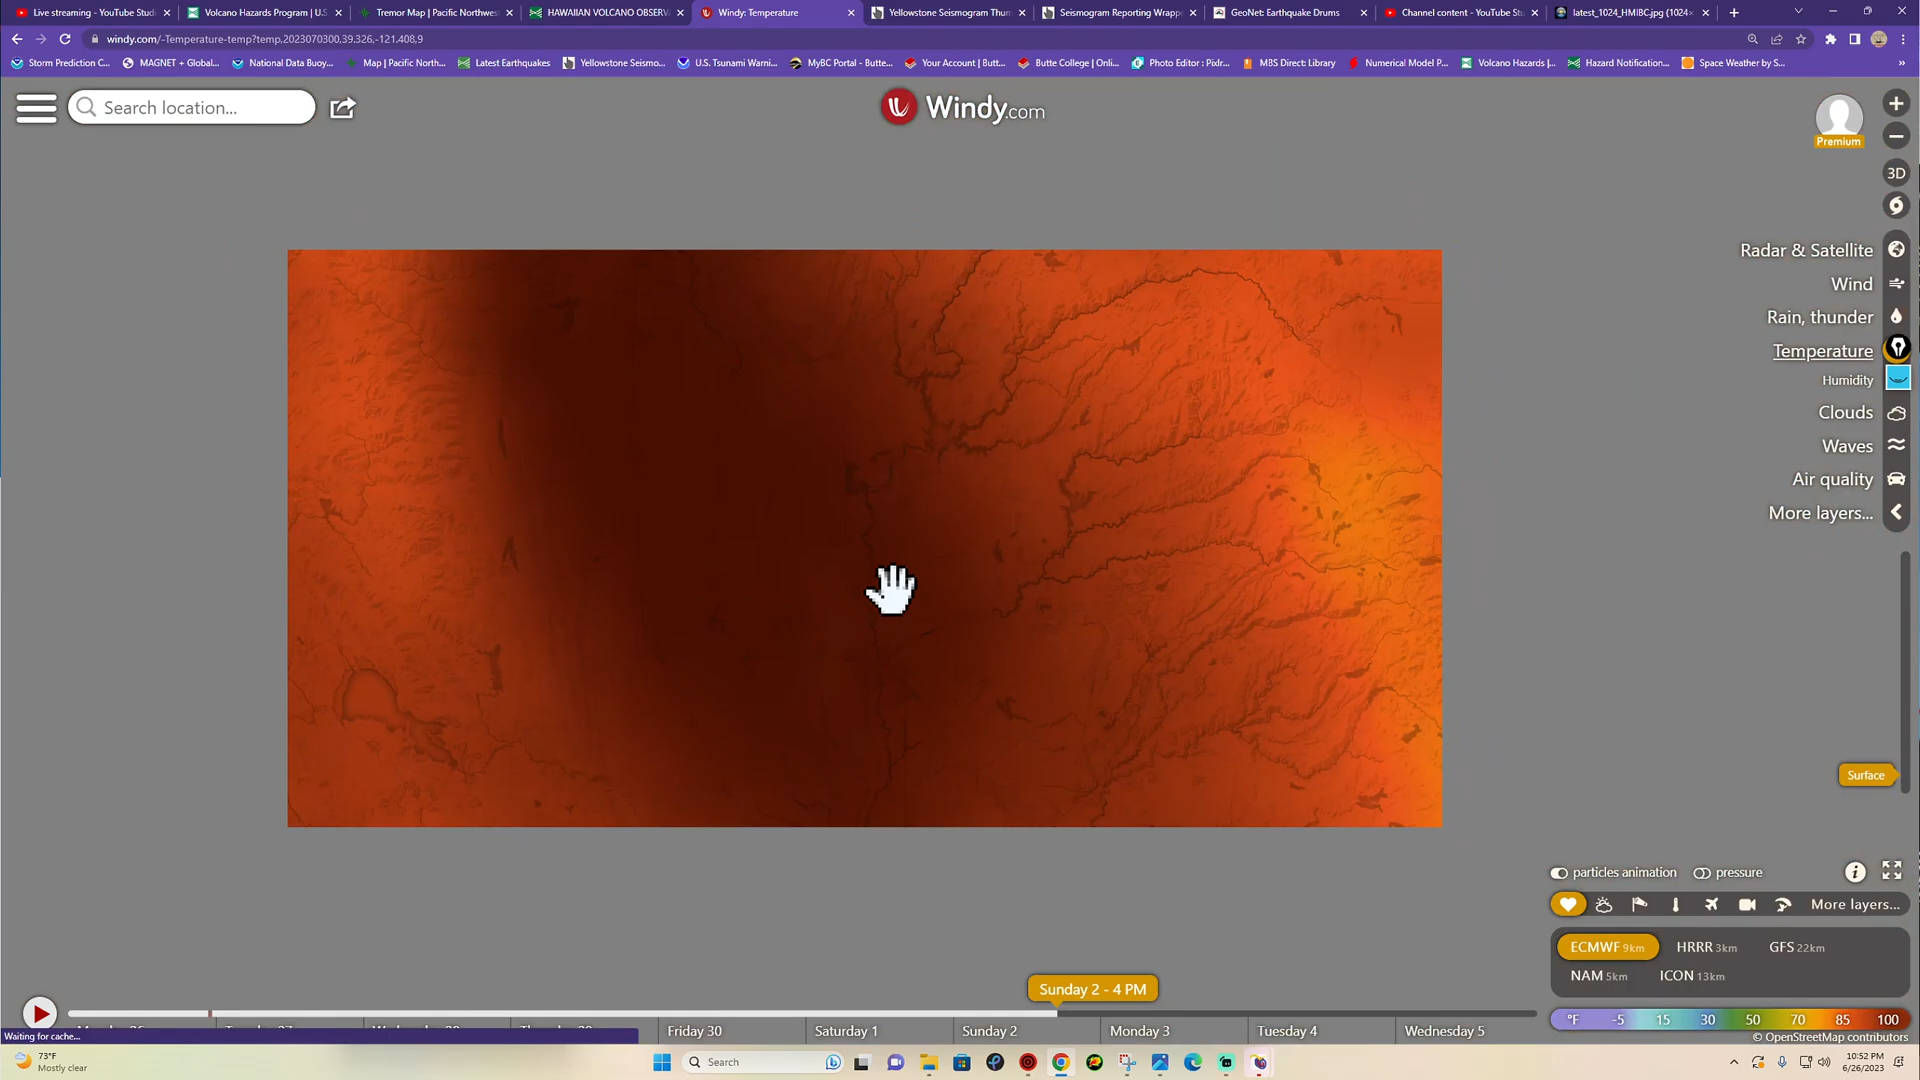 Live streaming - YouTube Studi
Volcano Hazards Program | U.S
Tremor Map | Pacific Northwes
HAWAIIAN VOLCANO OBSERV
Windy: Temperature
Yellowstone Seismogram Thum
Seismogram Reporting Wrapp
GeoNet: Earthquake Drums
Channel content - YouTube Stu
latest_1024_HMIBC.jpg (1024×
windy.com/-Temperature-temp?temp,2023070300,39.326,-121.408,9
Storm Prediction C...
MAGNET + Global...
National Data Buoy...
Map | Pacific North...
Latest Earthquakes
Yellowstone Seismo...
U.S. Tsunami Warni...
MyBC Portal - Butte...
Your Account | Butt...
Butte College | Onli...
Photo Editor : Pixlr...
MBS Direct: Library
Numerical Model P...
Volcano Hazards |...
Hazard Notification...
Space Weather by S...
Search location...
Windy.com
Premium
3D
Radar & Satellite
Wind
Rain, thunder
Temperature
Humidity
Clouds
Waves
Air quality
More layers...
Surface
particles animation
pressure
More layers...
ECMWF 9km
HRRR 3km
GFS 22km
NAM 5km
ICON 13km
Sunday 2 - 4 PM
Friday 30
Saturday 1
Sunday 2
Monday 3
Tuesday 4
Wednesday 5
°F -5 15 30 50 70 85 100
© OpenStreetMap contributors
Waiting for cache...
73°F
Mostly clear
Search
10:52 PM
6/26/2023